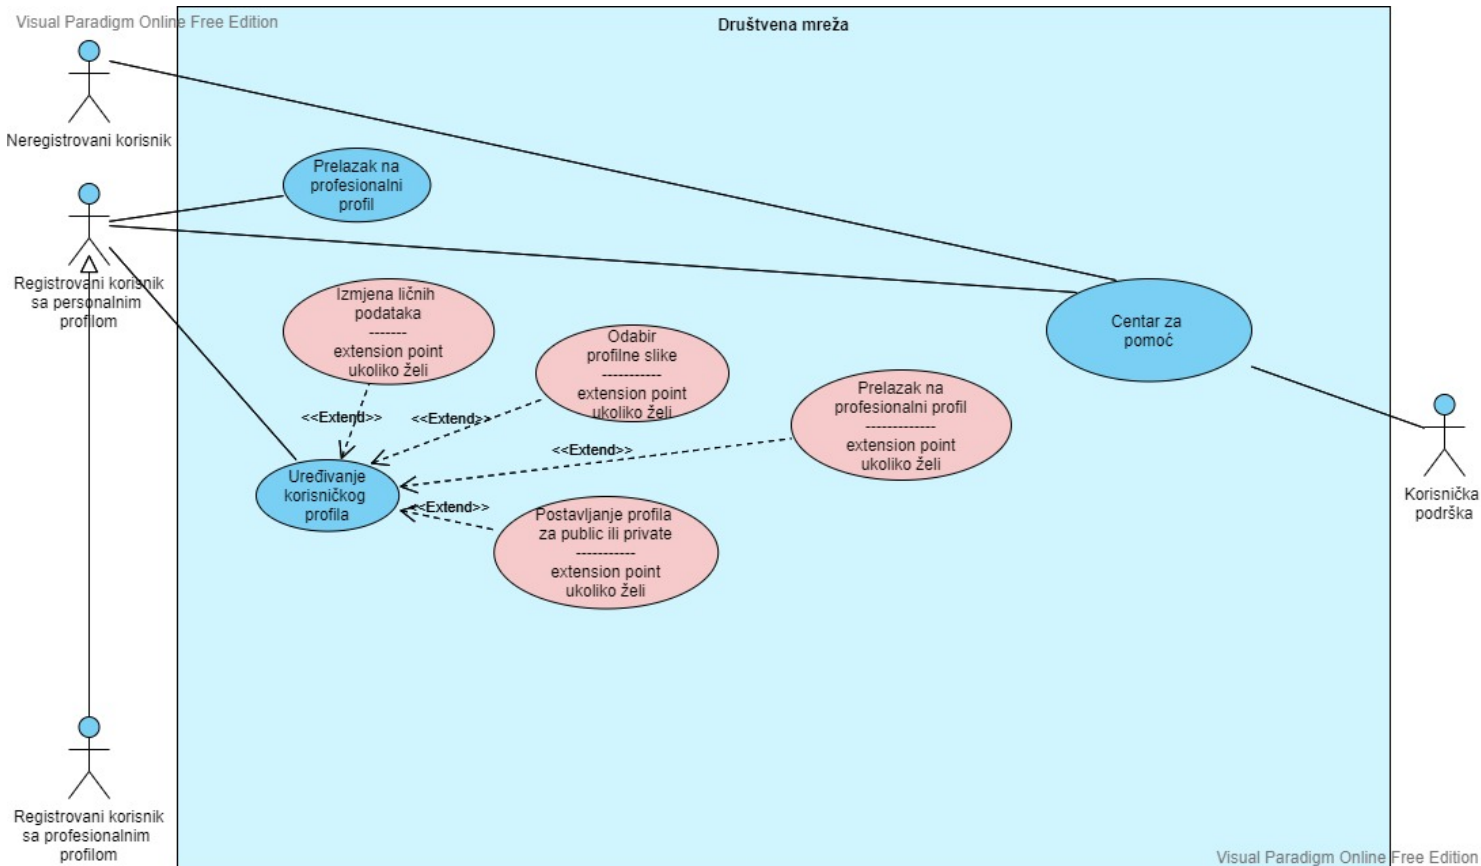 Visual Paradigm Online Free Edition
Društvena mreža
Neregistrovani korisnik
Prelazak na
profesionalni
profil
Registrovani korisnik
sa personalnim
profilom
Izmjena ličnih
podataka
-------
extension point
ukoliko želi
Odabir
profilne slike
-----------
extension point
ukoliko želi
Centar za
pomoć
Prelazak na
profesionalni profil
-------------
extension point
ukoliko želi
<<Extend>>
<<Extend>>
<<Extend>>
Uređivanje
korisničkog
profila
<<Extend>>
Postavljanje profila
za public ili private
-----------
extension point
ukoliko želi
Korisnička
podrška
Registrovani korisnik
sa profesionalnim
profilom
Visual Paradigm Online Free Edition